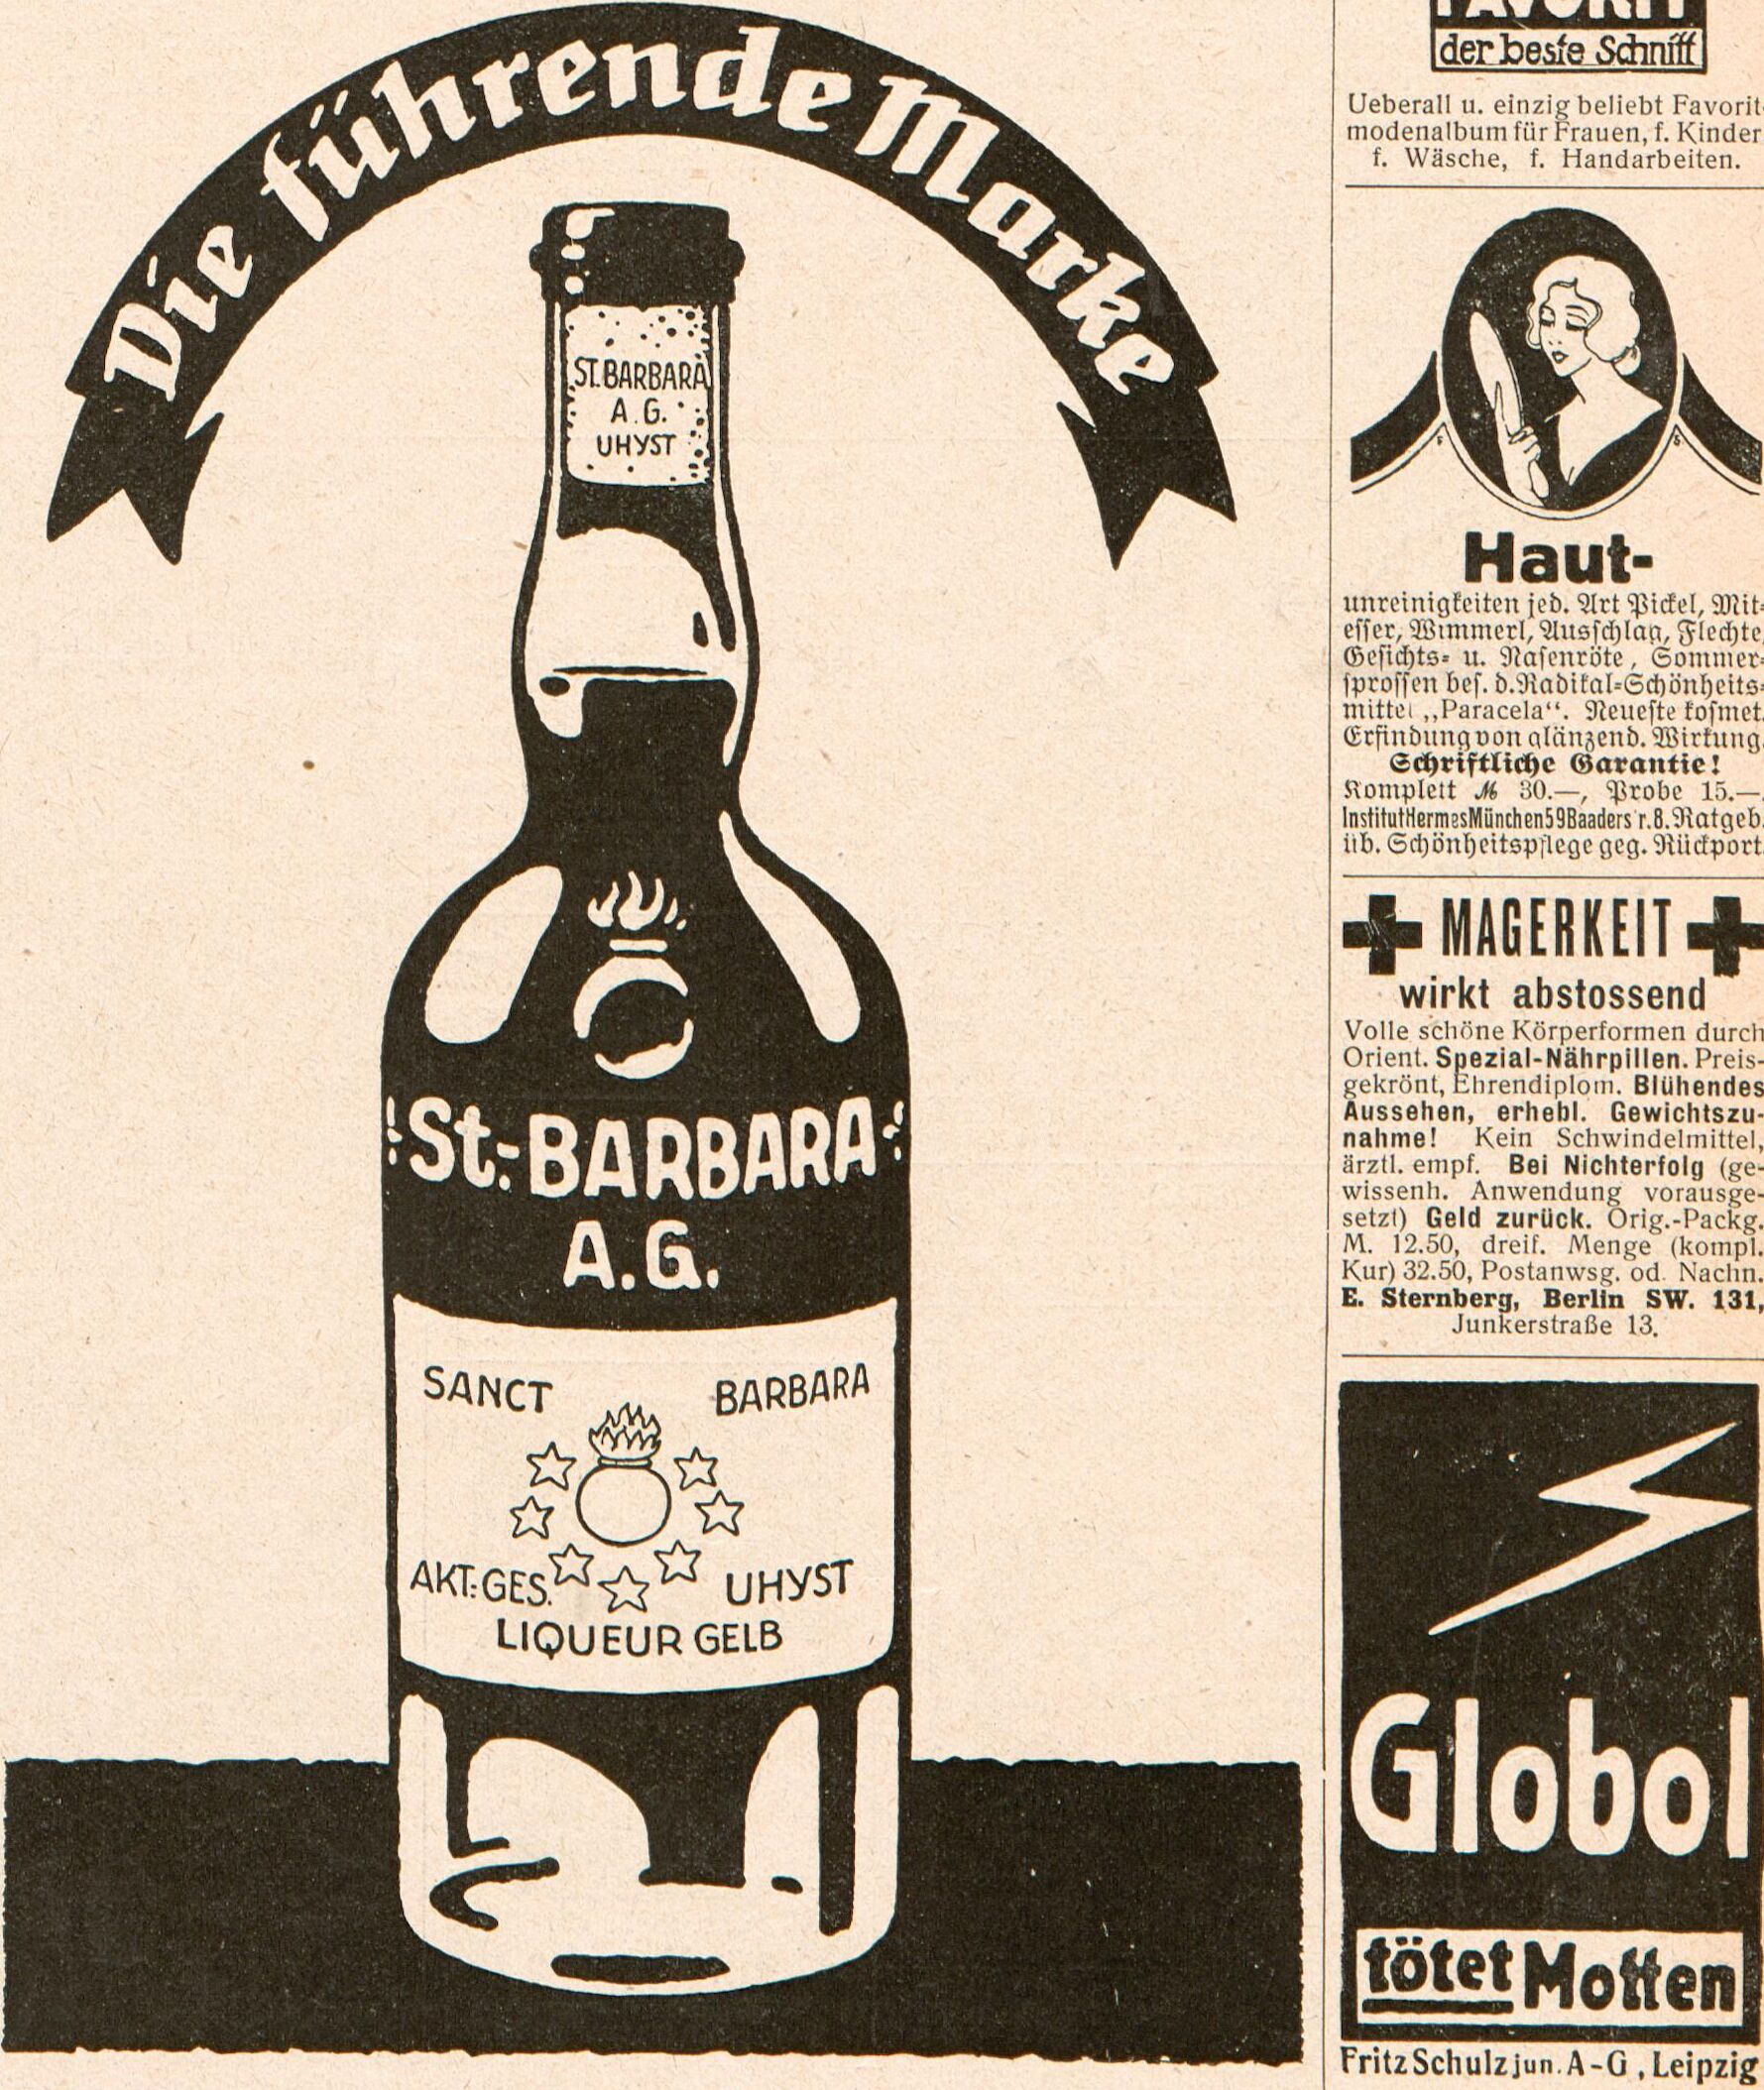 Die führende Marke
ST. BARBARA
A.G.
UHYST
St.-BARBARA
A.G.
SANCT BARBARA
AKT: GES. UHYST
LIQUEUR GELB
FAVORIT
der beste Schnitt
Ueberall u. einzig beliebt Favorit-
modenalbum für Frauen, f. Kinder
f. Wäsche, f. Handarbeiten.
Haut-
unreinigkeiten jed. Art Pickel, Mit-
esser, Wimmerl, Ausschlag, Flechte,
Gesichts- u. Nasenröte, Sommer-
sprossen bes. d. Radikal-Schönheits-
mittel „Paracela“. Neueste kosmet.
Erfindung von glänzend. Wirkung.
Schriftliche Garantie!
Komplett ℳ 30.—, Probe 15.—.
Institut Hermes München 59 Baaders r. 8. Ratgeb.
üb. Schönheitspflege geg. Rückport.
MAGERKEIT
wirkt abstossend
Volle schöne Körperformen durch
Orient. Spezial-Nährpillen. Preis-
gekrönt, Ehrendiplom. Blühendes
Aussehen, erhebl. Gewichtszu-
nahme! Kein Schwindelmittel,
ärztl. empf. Bei Nichterfolg (ge-
wissenh. Anwendung vorausge-
setzt) Geld zurück. Orig.-Packg.
M. 12.50, dreif. Menge (kompl.
Kur) 32.50, Postanwsg. od. Nachn.
E. Sternberg, Berlin SW. 131,
Junkerstraße 13.
Globol
tötet Motten
Fritz Schulz jun. A-G, Leipzig